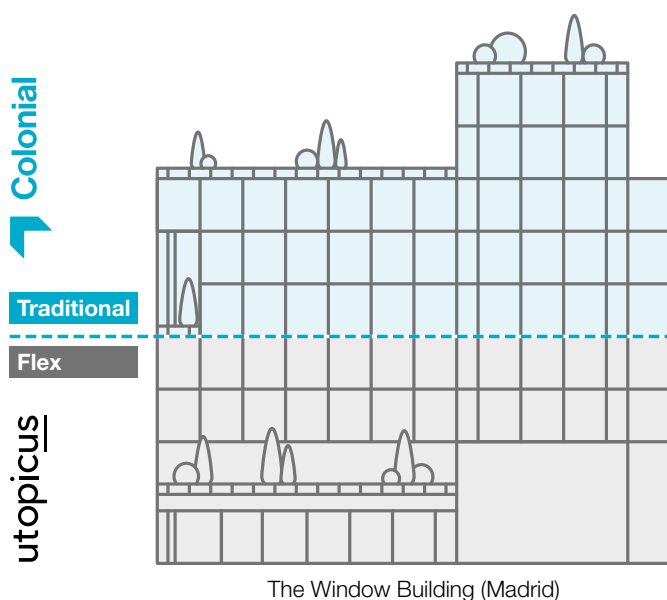 Colonial
Traditional
Flex
utopicus
The Window Building (Madrid)